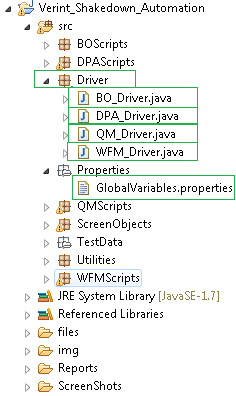 Verint_Shakedown_Automation
src
BOScripts
DPAScripts
Driver
BO_Driver.java
DPA_Driver.java
QM_Driver.java
WFM_Driver.java
Properties
GlobalVariables.properties
QMScripts
ScreenObjects
TestData
Utilities
WFMScripts
JRE System Library [JavaSE-1.7]
Referenced Libraries
files
img
Reports
ScreenShots